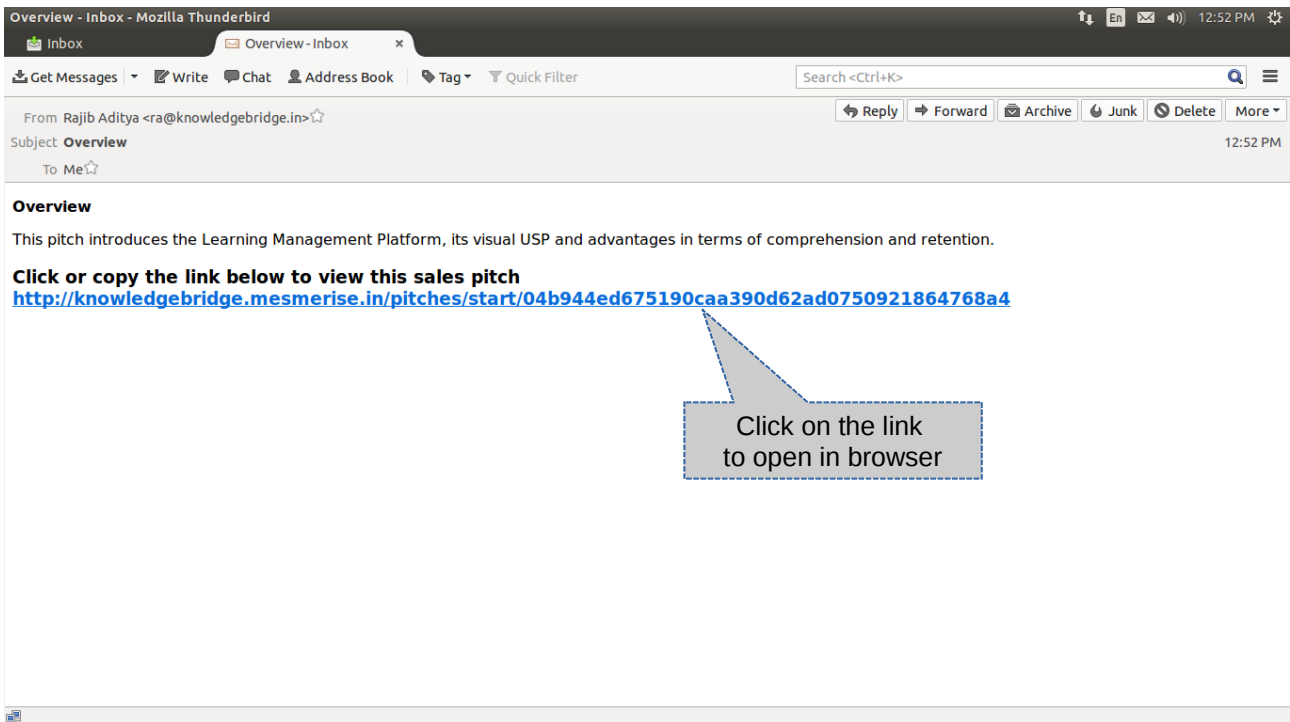 Overview - Inbox - Mozilla Thunderbird
En 12:52 PM
Inbox Overview - Inbox ×
Get Messages Write Chat Address Book Tag Quick Filter Search <Ctrl+K>
From Rajib Aditya <ra@knowledgebridge.in> Reply Forward Archive Junk Delete More
Subject Overview 12:52 PM
To Me
Overview
This pitch introduces the Learning Management Platform, its visual USP and advantages in terms of comprehension and retention.
Click or copy the link below to view this sales pitch
http://knowledgebridge.mesmerise.in/pitches/start/04b944ed675190caa390d62ad0750921864768a4
Click on the link
to open in browser